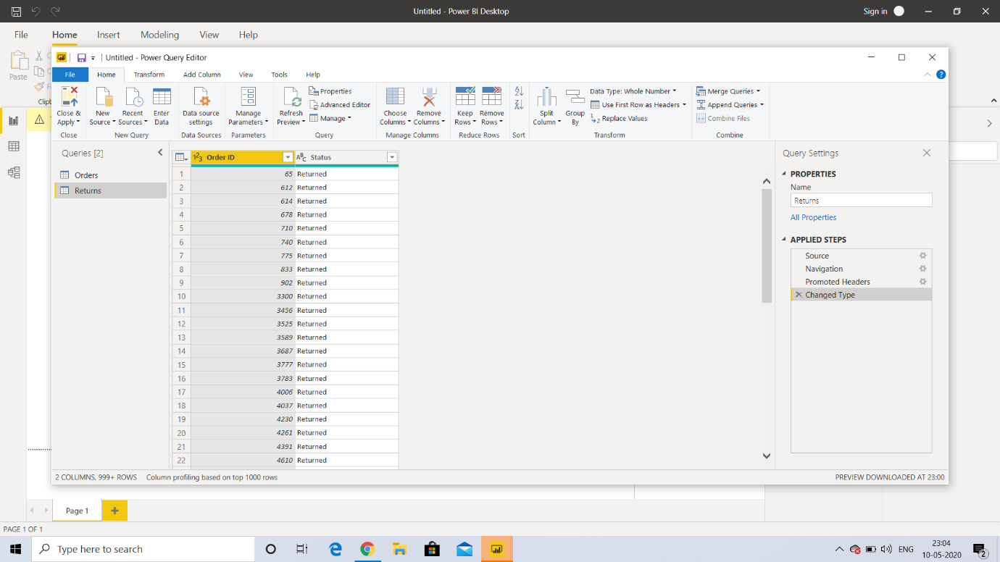 Untitled - Power BI Desktop
Sign in
File Home Insert Modeling View Help
Untitled - Power Query Editor
File Home Transform Add Column View Tools Help
Paste
Close & Apply
New Source
Recent Sources
Enter Data
Data source settings
Manage Parameters
Refresh Preview
Properties
Advanced Editor
Manage
Choose Columns
Remove Columns
Keep Rows
Remove Rows
Split Column
Group By
Data Type: Whole Number
Use First Row as Headers
Replace Values
Merge Queries
Append Queries
Combine Files
Close
New Query
Data Sources
Parameters
Query
Manage Columns
Reduce Rows
Sort
Transform
Combine
Queries [2]
Orders
Returns
Order ID Status
1 65 Returned
2 612 Returned
3 614 Returned
4 678 Returned
5 710 Returned
6 740 Returned
7 775 Returned
8 833 Returned
9 902 Returned
10 3300 Returned
11 3456 Returned
12 3525 Returned
13 3589 Returned
14 3687 Returned
15 3777 Returned
16 3783 Returned
17 4006 Returned
18 4037 Returned
19 4230 Returned
20 4261 Returned
21 4391 Returned
22 4610 Returned
Query Settings
PROPERTIES
Name
Returns
All Properties
APPLIED STEPS
Source
Navigation
Promoted Headers
Changed Type
2 COLUMNS, 999+ ROWS Column profiling based on top 1000 rows
PREVIEW DOWNLOADED AT 23:00
Page 1
PAGE 1 OF 1
Type here to search
ENG
23:04
10-05-2020
2